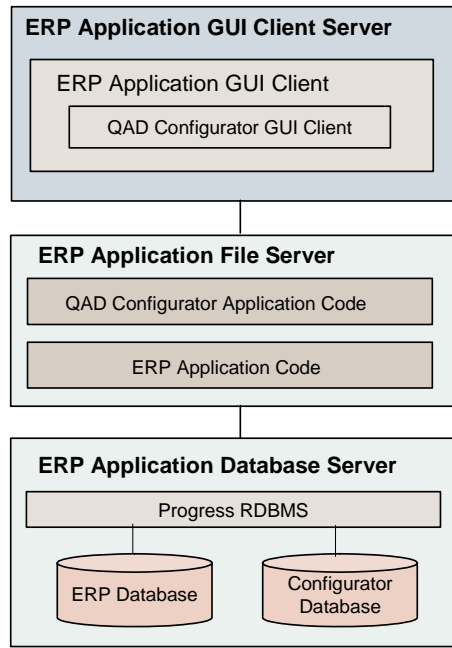 ERP Application GUI Client Server
ERP Application GUI Client
QAD Configurator GUI Client
ERP Application File Server
QAD Configurator Application Code
ERP Application Code
ERP Application Database Server
Progress RDBMS
ERP Database
Configurator
Database